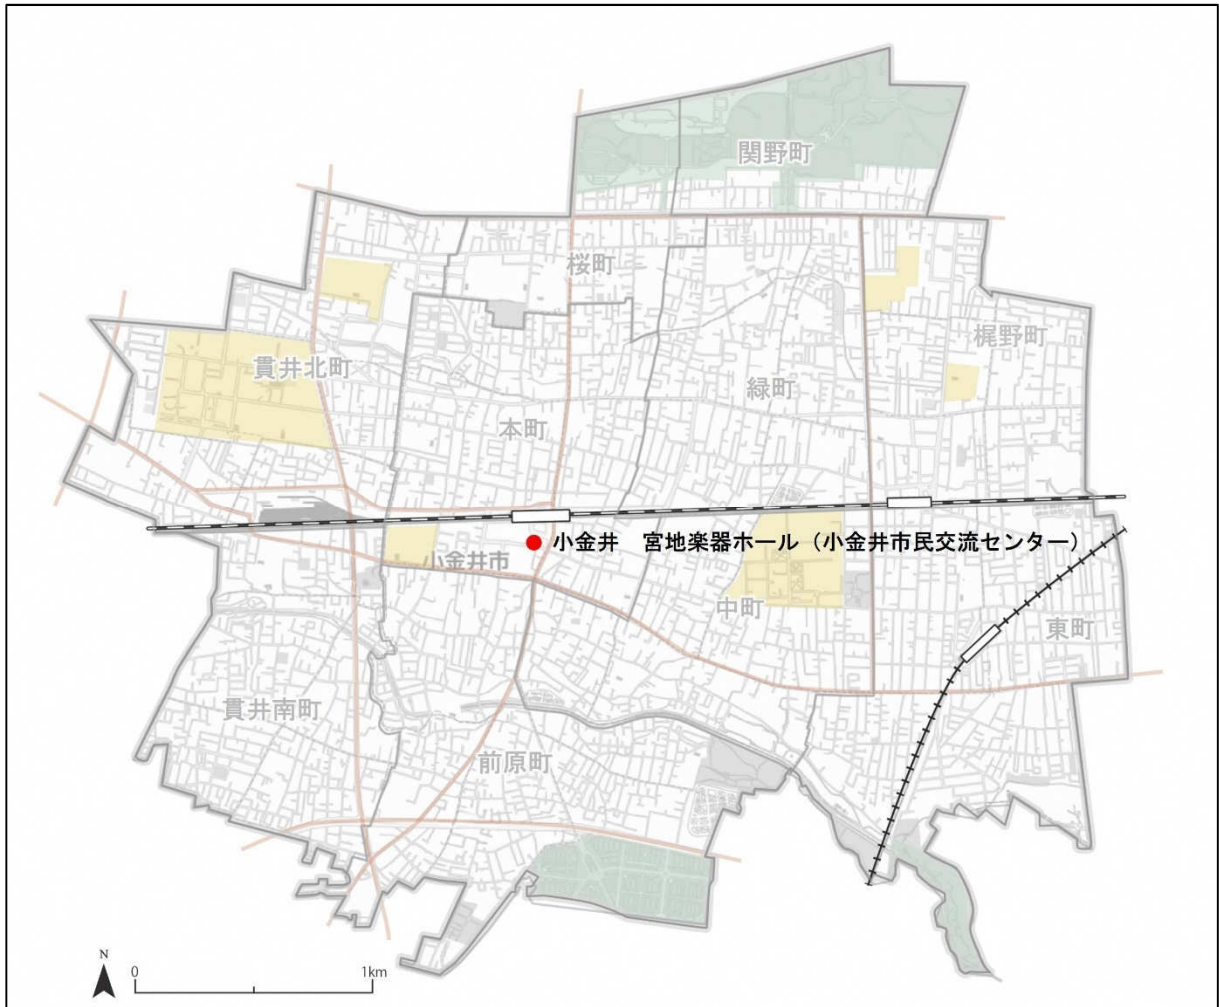 関野町
桜町
梶野町
貫井北町
緑町
本町
小金井　宮地楽器ホール（小金井市民交流センター）
小金井市
中町
東町
貫井南町
前原町
N
0 1km